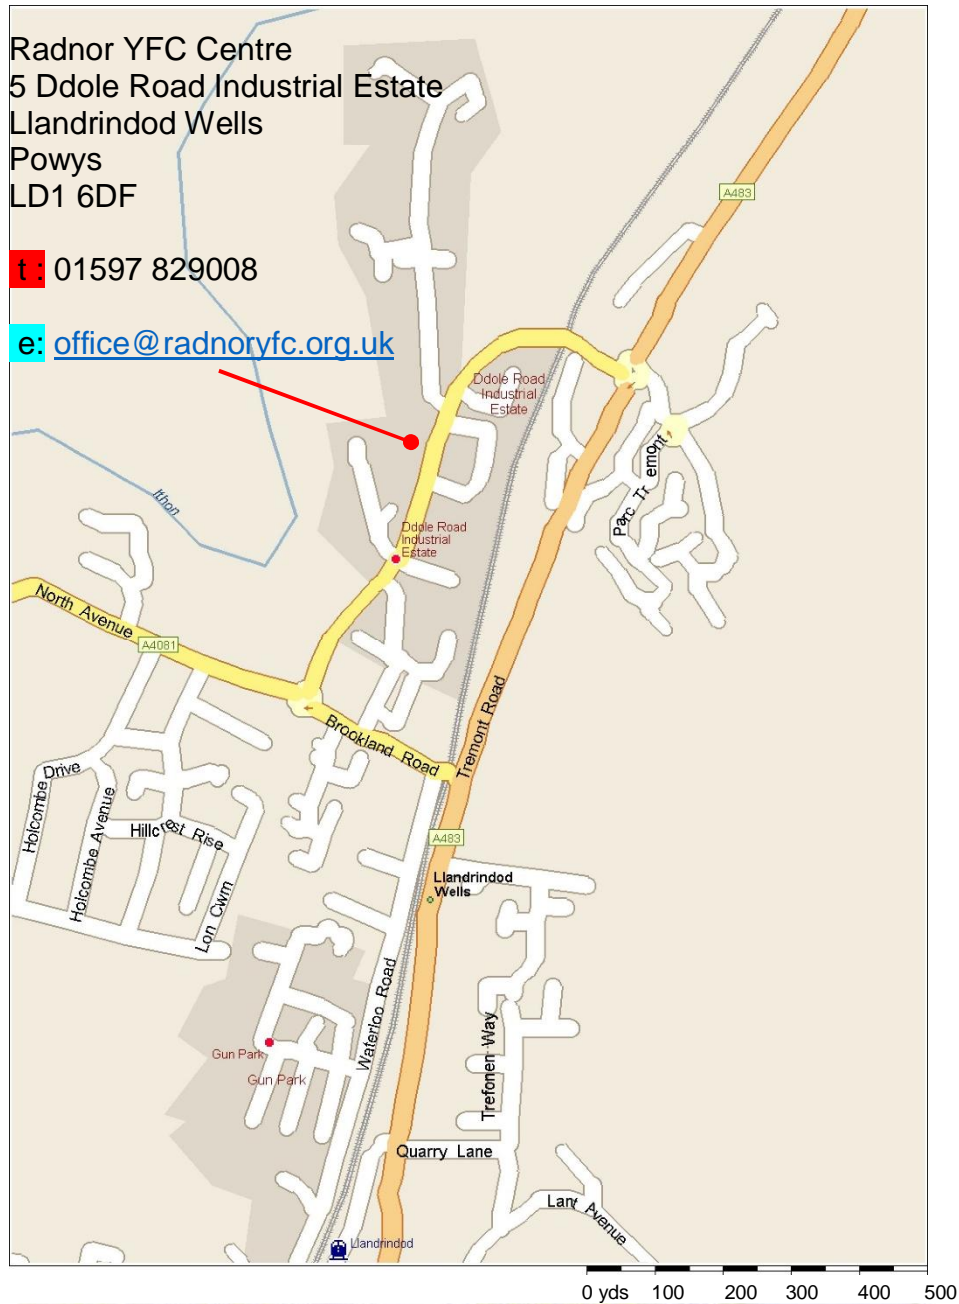 Radnor YFC Centre
5 Ddole Road Industrial Estate
Llandrindod Wells
Powys
LD1 6DF
t : 01597 829008
e: office@radnoryfc.org.uk
A483
Ddole Road
Industrial
Estate
Parc Tremont
Ithon
Ddole Road
Industrial
Estate
North Avenue
A4081
Brookland Road
Tremont Road
Holcombe Drive
Holcombe Avenue
Hillcrest Rise
Lon Cwm
A483
Llandrindod
Wells
Waterloo Road
Gun Park
Gun Park
Trefonen Way
Quarry Lane
Lant Avenue
Llandrindod
0 yds 100 200 300 400 500